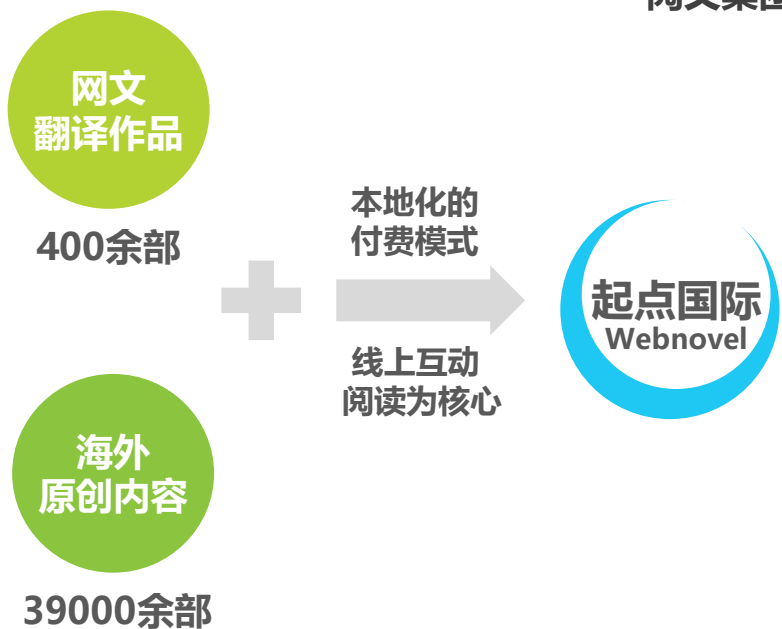 网文
翻译作品
400余部
本地化的
付费模式
线上互动
阅读为核心
起点国际
Webnovel
海外
原创内容
39000余部